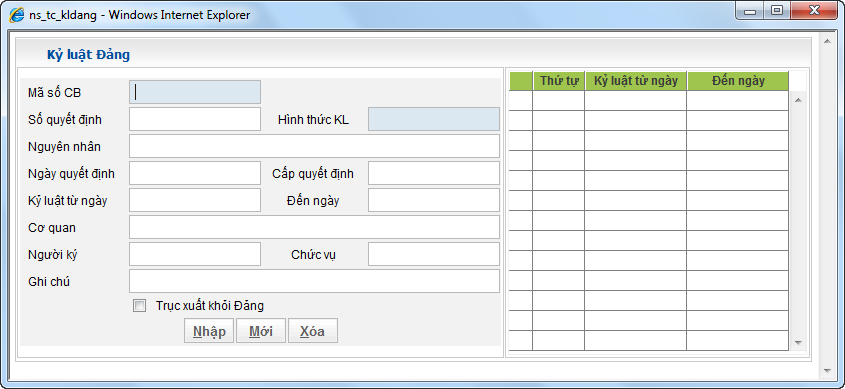 ns_tc_kldang - Windows Internet Explorer
Kỷ luật Đảng
Mã số CB
Số quyết định Hình thức KL
Nguyên nhân
Ngày quyết định Cấp quyết định
Kỷ luật từ ngày Đến ngày
Cơ quan
Người ký Chức vụ
Ghi chú
Trục xuất khỏi Đảng
Nhập Mới Xóa
Thứ tự Kỷ luật từ ngày Đến ngày